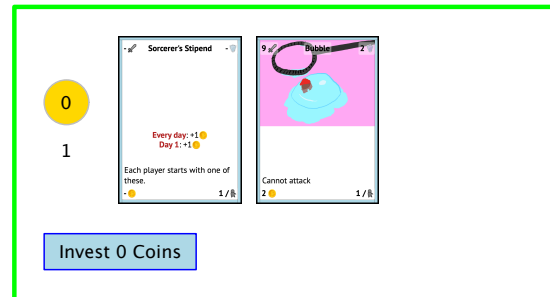 0
1
- Sorcerer's Stipend -
Every day: +1
Day 1: +1
Each player starts with one of
these.
- 1 /
9 Bubble 2
Cannot attack
2 1 /
Invest 0 Coins